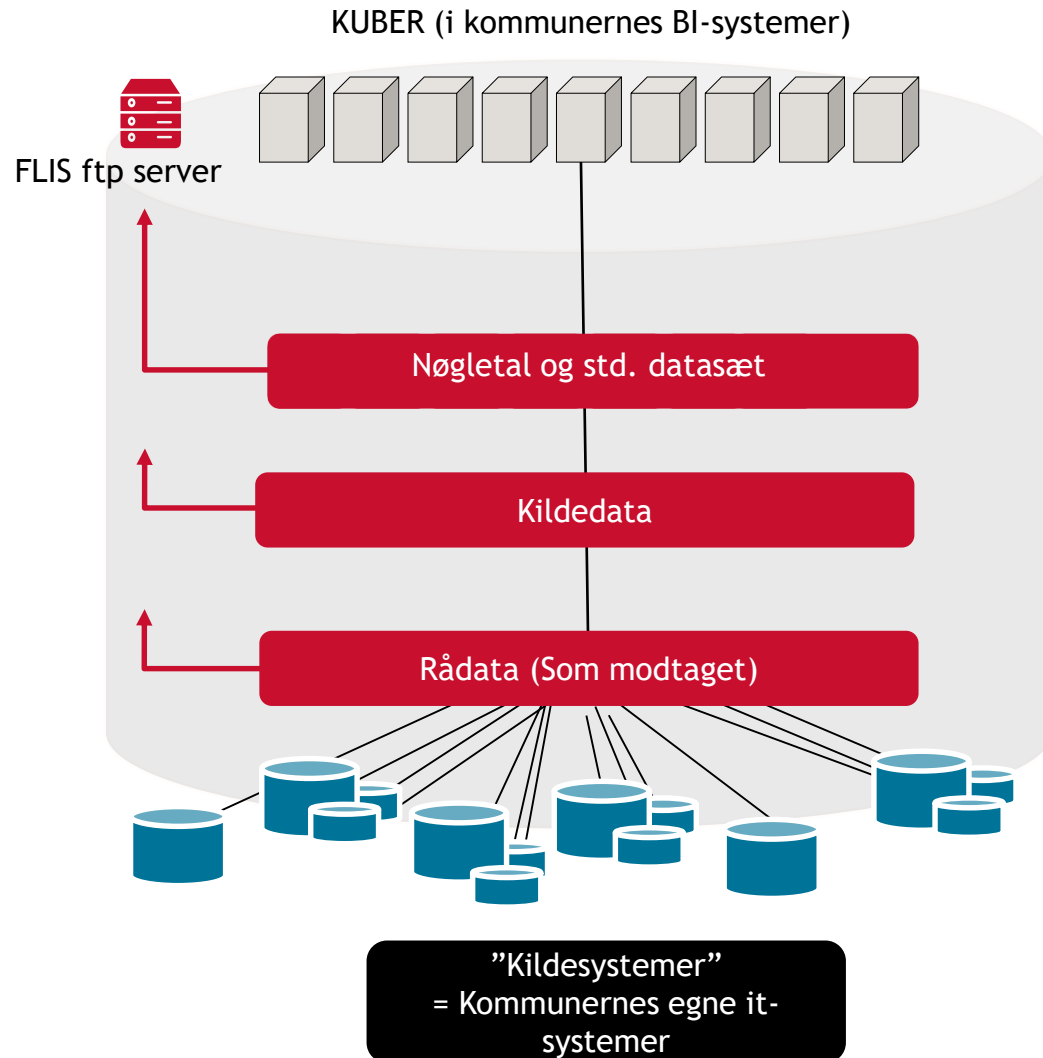 KUBER (i kommunernes BI-systemer)
FLIS ftp server
Nøgletal og std. datasæt
Kildedata
Rådata (Som modtaget)
”Kildesystemer”
= Kommunernes egne it-
systemer